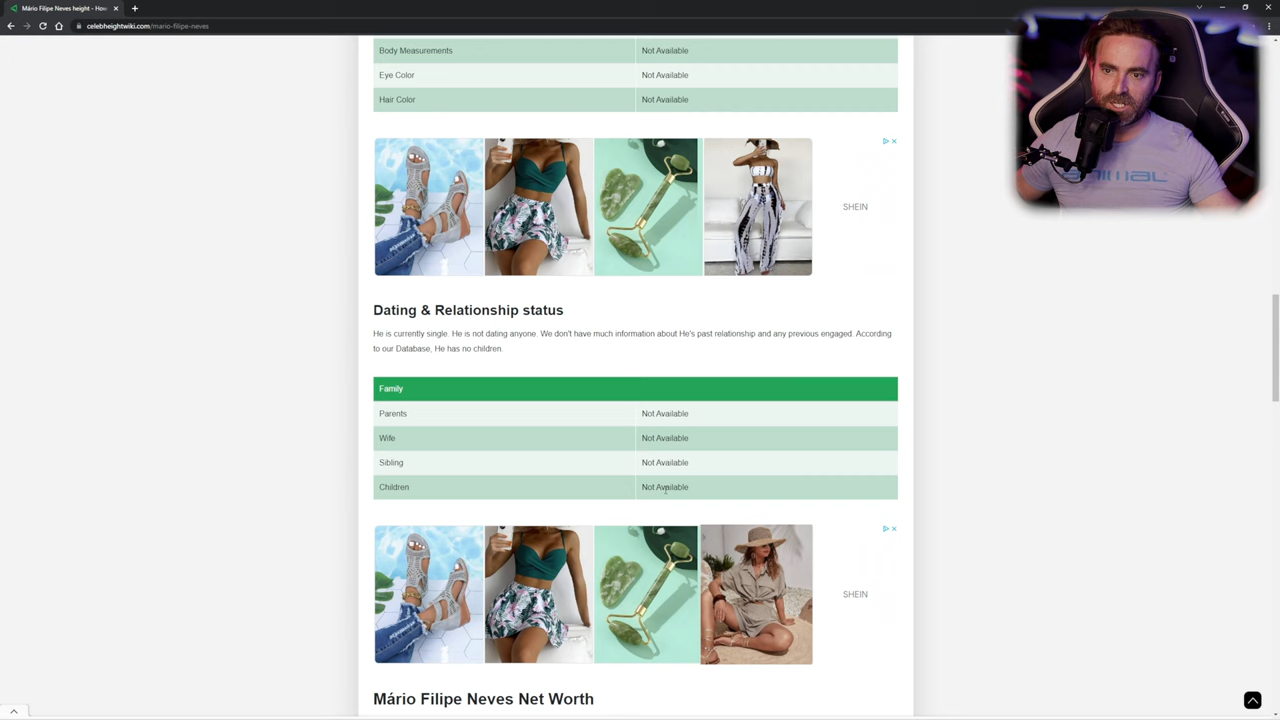 Mário Filipe Neves height - How
celebheightwiki.com/mario-filipe-neves
Body Measurements Not Available
Eye Color Not Available
Hair Color Not Available
SHEIN
ANIMAL
Dating & Relationship status
He is currently single. He is not dating anyone. We don't have much information about He's past relationship and any previous engaged. According
to our Database, He has no children.
Family
Parents Not Available
Wife Not Available
Sibling Not Available
Children Not Available
SHEIN
Mário Filipe Neves Net Worth